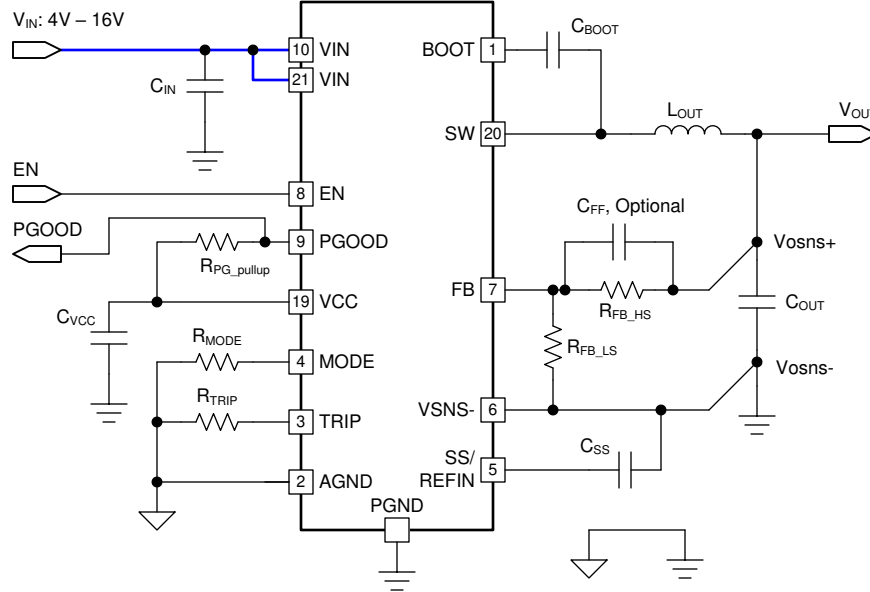 VIN: 4V – 16V
CIN
10 VIN
21 VIN
EN
8 EN
PGOOD
9 PGOOD
RPG_pullup
19 VCC
CVCC
RMODE
4 MODE
RTRIP
3 TRIP
2 AGND
PGND
BOOT 1
CBOOT
SW 20
LOUT
VOUT
CFF, Optional
Vosns+
FB 7
RFB_HS
COUT
RFB_LS
Vosns-
VSNS- 6
CSS
SS/
REFIN 5